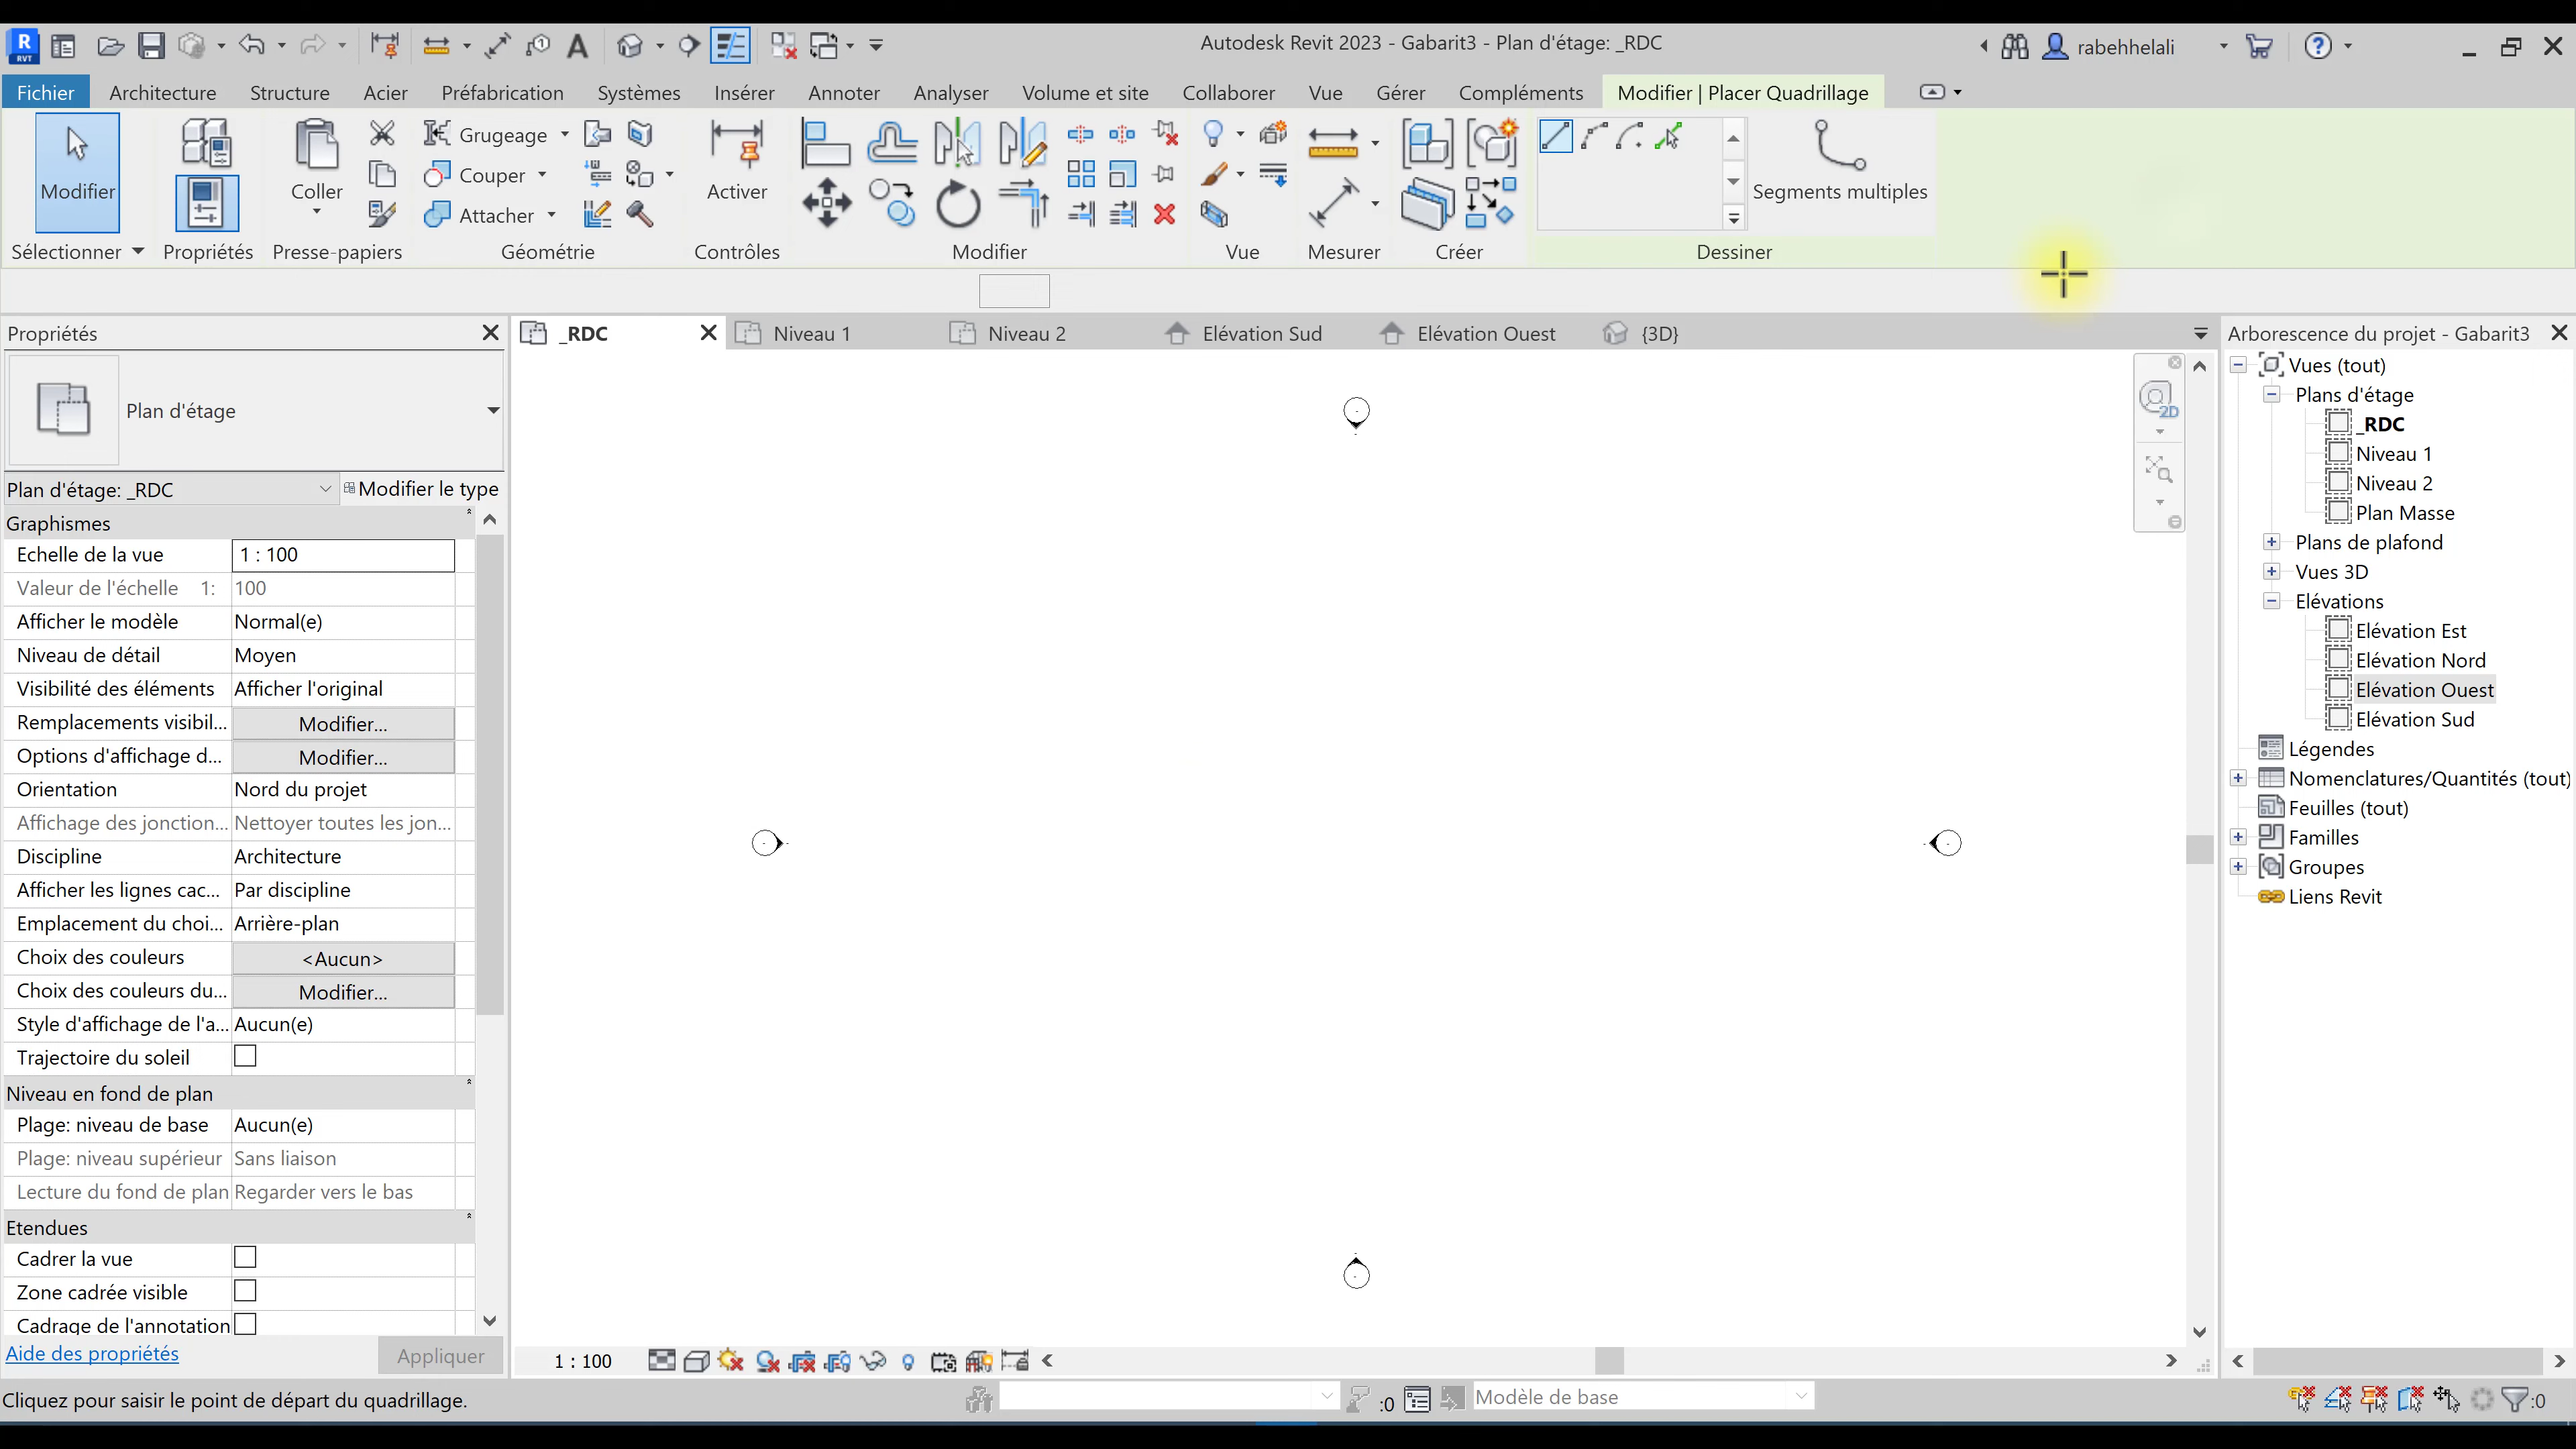 Autodesk Revit 2023 - Gabarit3 - Plan d'étage: _RDC
rabehhelali
Fichier Architecture Structure Acier Préfabrication Systèmes Insérer Annoter Analyser Volume et site Collaborer Vue Gérer Compléments Modifier | Placer Quadrillage
Modifier
Coller
Grugeage
Couper
Attacher
Activer
Segments multiples
Sélectionner Propriétés Presse-papiers Géométrie Contrôles Modifier Vue Mesurer Créer Dessiner
Propriétés
_RDC Niveau 1 Niveau 2 Elévation Sud Elévation Ouest {3D}
Arborescence du projet - Gabarit3
Plan d'étage
Plan d'étage: _RDC Modifier le type
Graphismes
Echelle de la vue 1 : 100
Valeur de l'échelle 1: 100
Afficher le modèle Normal(e)
Niveau de détail Moyen
Visibilité des éléments Afficher l'original
Remplacements visibil... Modifier...
Options d'affichage d... Modifier...
Orientation Nord du projet
Affichage des jonction... Nettoyer toutes les jon...
Discipline Architecture
Afficher les lignes cac... Par discipline
Emplacement du choi... Arrière-plan
Choix des couleurs <Aucun>
Choix des couleurs du... Modifier...
Style d'affichage de l'a... Aucun(e)
Trajectoire du soleil
Niveau en fond de plan
Plage: niveau de base Aucun(e)
Plage: niveau supérieur Sans liaison
Lecture du fond de plan Regarder vers le bas
Etendues
Cadrer la vue
Zone cadrée visible
Cadrage de l'annotation
Aide des propriétés Appliquer
2D
Vues (tout)
Plans d'étage
_RDC
Niveau 1
Niveau 2
Plan Masse
Plans de plafond
Vues 3D
Elévations
Elévation Est
Elévation Nord
Elévation Ouest
Elévation Sud
Légendes
Nomenclatures/Quantités (tout)
Feuilles (tout)
Familles
Groupes
Liens Revit
1 : 100
Cliquez pour saisir le point de départ du quadrillage.
:0
Modèle de base
:0